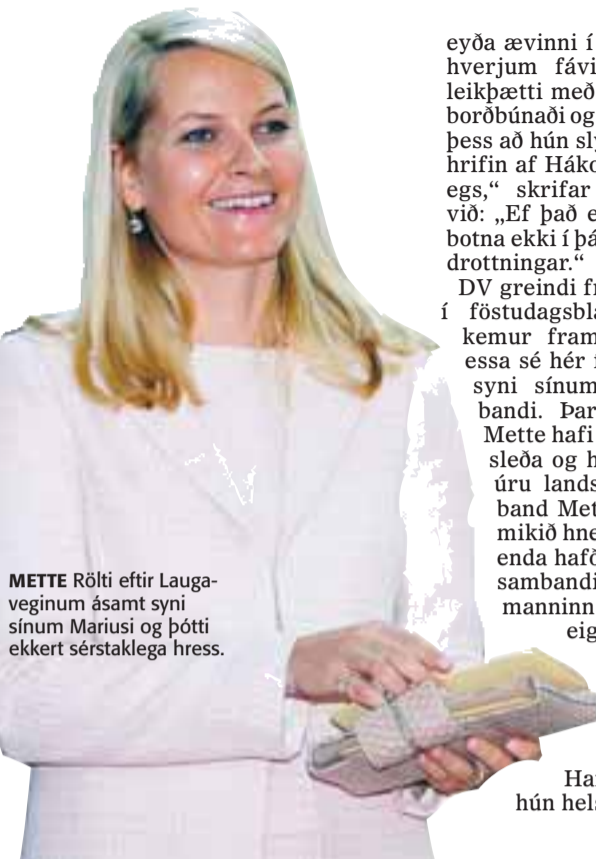 eyða ævinni í
hverjum fávi
leikþætti með
borðbúnaði og
þess að hún sly
hrifin af Háko
egs,“ skrifar
við: „Ef það e
botna ekki í þá
drottningar.“
DV greindi fr
í föstudagsbla
kemur fram
essa sé hér í
syni sínum
bandi. Þar
Mette hafi
sleða og h
úru lands
band Met
mikið hne
enda hafð
sambandi
manninn
eig
Har
hún hels
METTE Rölti eftir Lauga-
veginum ásamt syni
sínum Mariusi og þótti
ekkert sérstaklega hress.